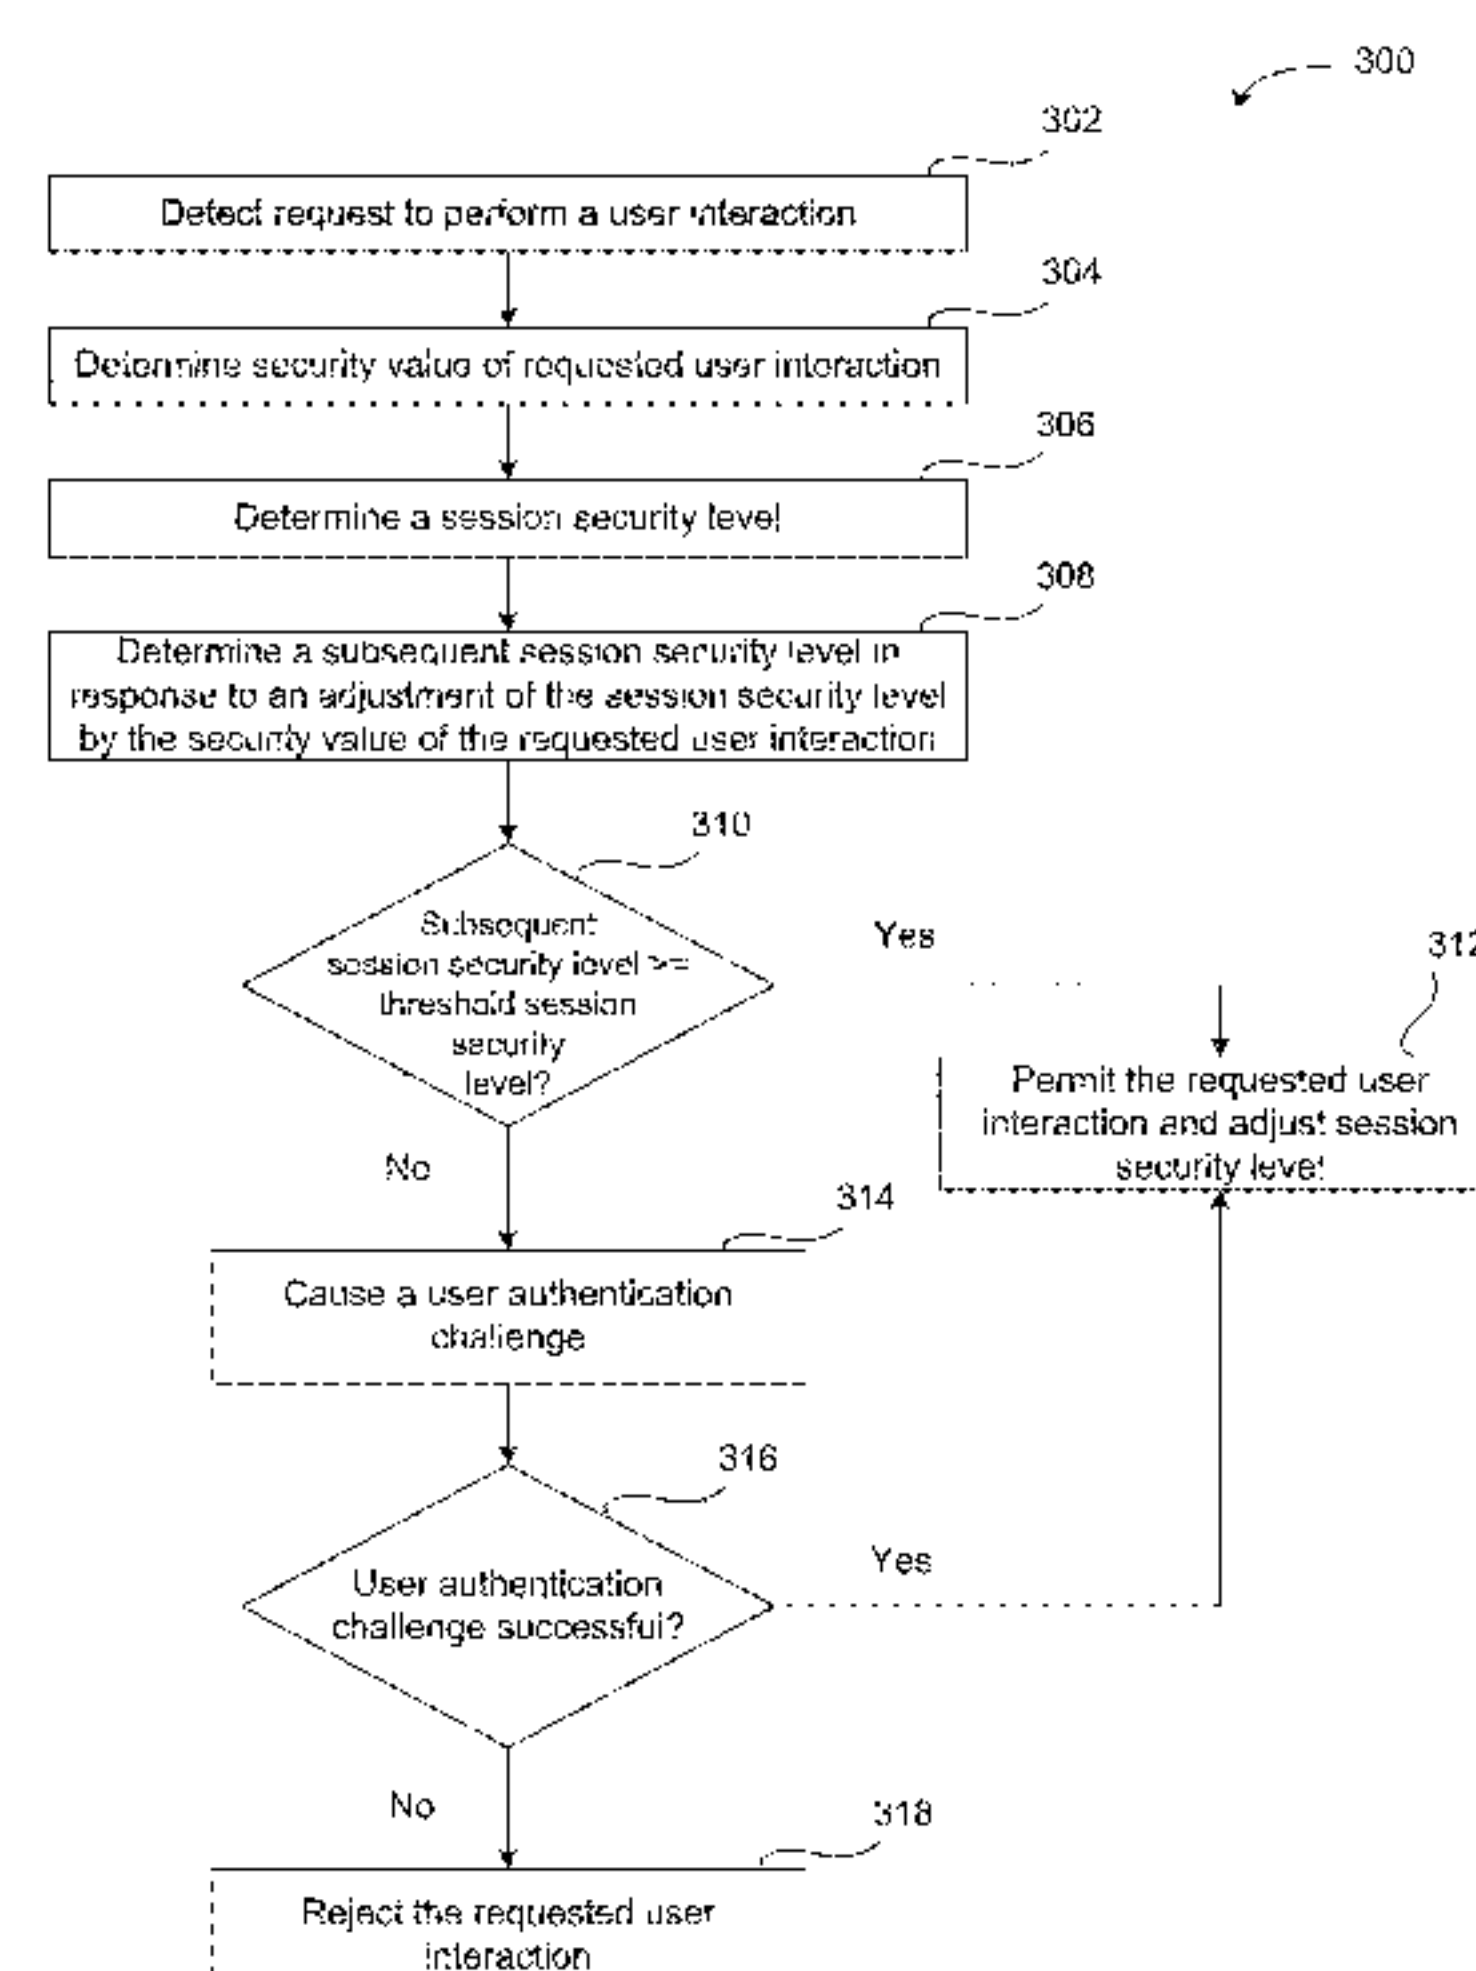 300
302
Detect request to perform a user interaction
304
Determine security value of requested user interaction
306
Determine a session security level
308
Determine a subsequent session security level in
response to an adjustment of the session security level
by the security value of the requested user interaction
310
Subsequent
session security level >=
threshold session
security
level?
Yes
312
Permit the requested user
interaction and adjust session
security level
No
314
Cause a user authentication
challenge
316
User authentication
challenge successful?
Yes
No
318
Reject the requested user
interaction